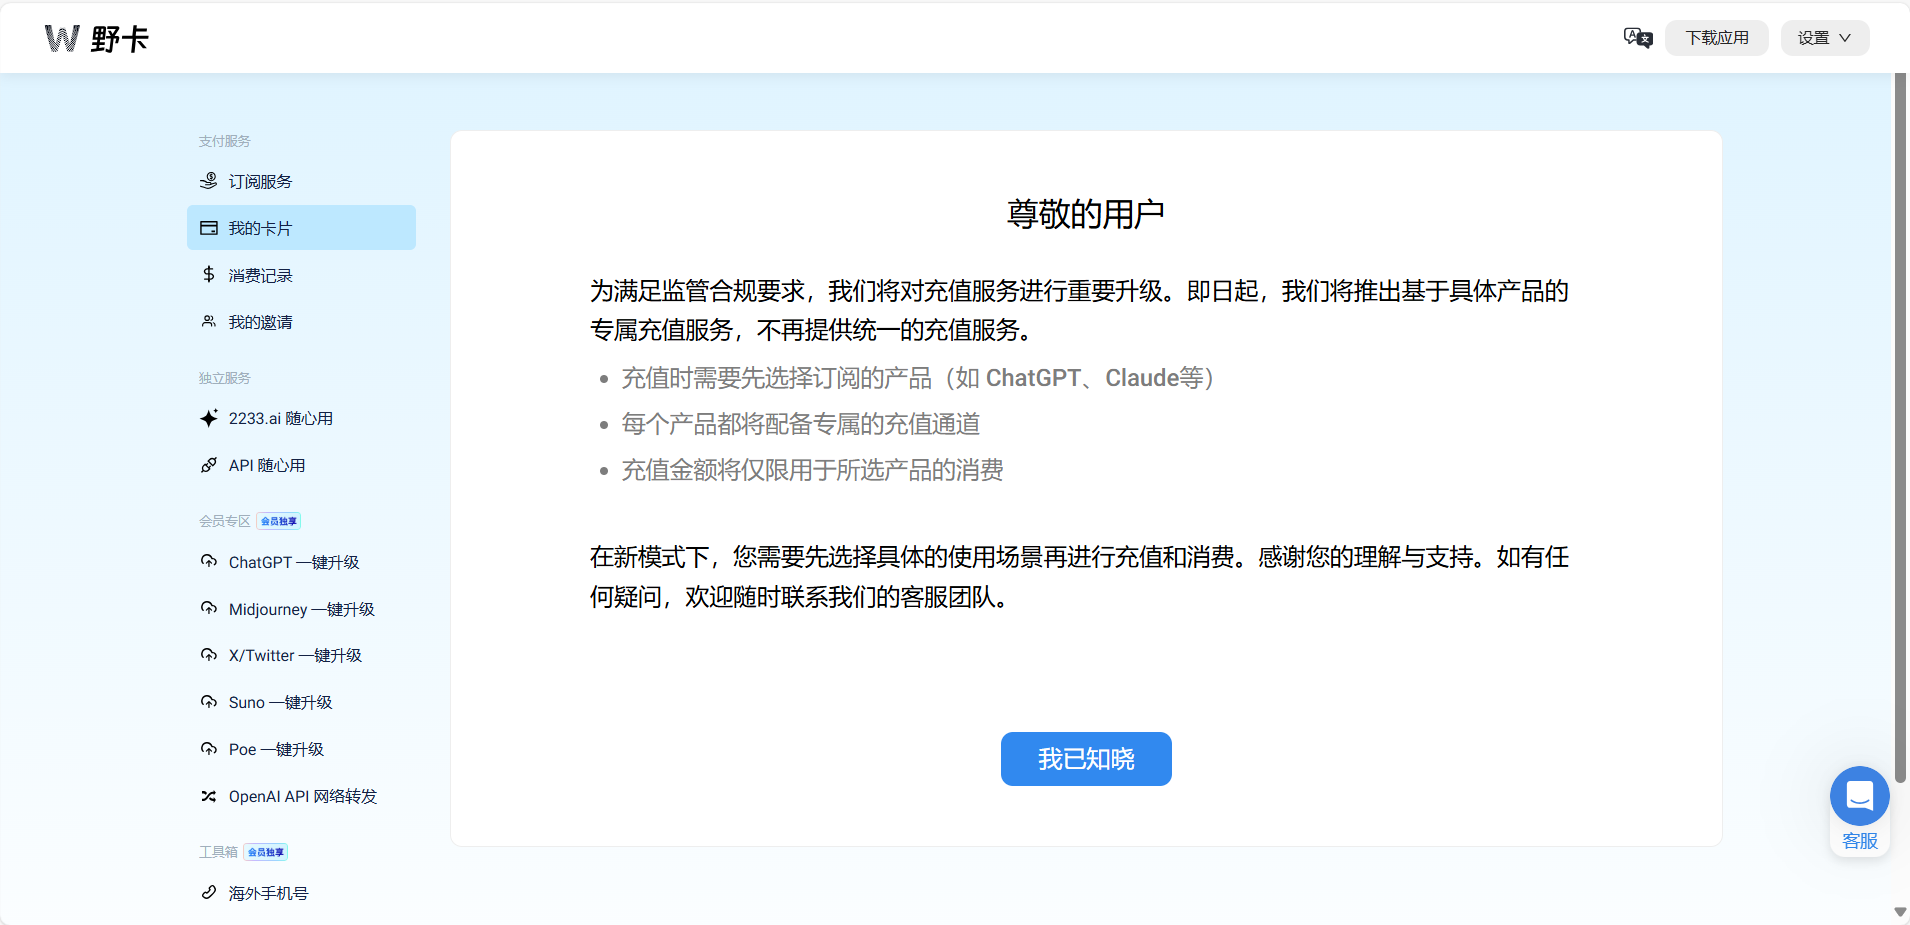 W 野卡
下载应用
设置
支付服务
订阅服务
我的卡片
消费记录
我的邀请
独立服务
2233.ai 随心用
API 随心用
会员专区 会员独享
ChatGPT 一键升级
Midjourney 一键升级
X/Twitter 一键升级
Suno 一键升级
Poe 一键升级
OpenAI API 网络转发
工具箱 会员独享
海外手机号
尊敬的用户
为满足监管合规要求，我们将对充值服务进行重要升级。即日起，我们将推出基于具体产品的
专属充值服务，不再提供统一的充值服务。
• 充值时需要先选择订阅的产品（如 ChatGPT、Claude等）
• 每个产品都将配备专属的充值通道
• 充值金额将仅限用于所选产品的消费
在新模式下，您需要先选择具体的使用场景再进行充值和消费。感谢您的理解与支持。如有任
何疑问，欢迎随时联系我们的客服团队。
我已知晓
客服